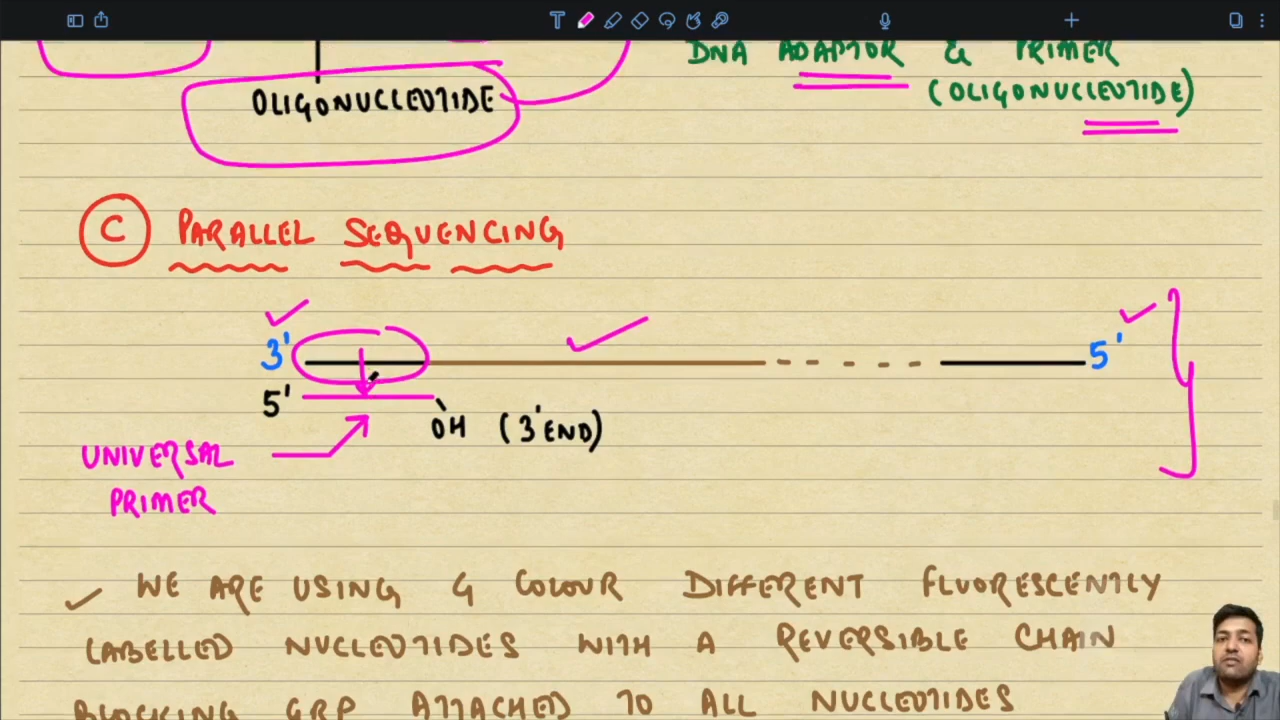 DNA ADAPTOR & PRIMER
OLIGONUCLEOTIDE
(OLIGONUCLEOTIDE)
C PARALLEL SEQUENCING
3' 5'
5' OH (3' END)
UNIVERSAL
PRIMER
WE ARE USING 4 COLOUR DIFFERENT FLUORESCENTLY
LABELLED NUCLEOTIDES WITH A REVERSIBLE CHAIN
BLOCKING GRP ATTACHED TO ALL NUCLEOTIDES